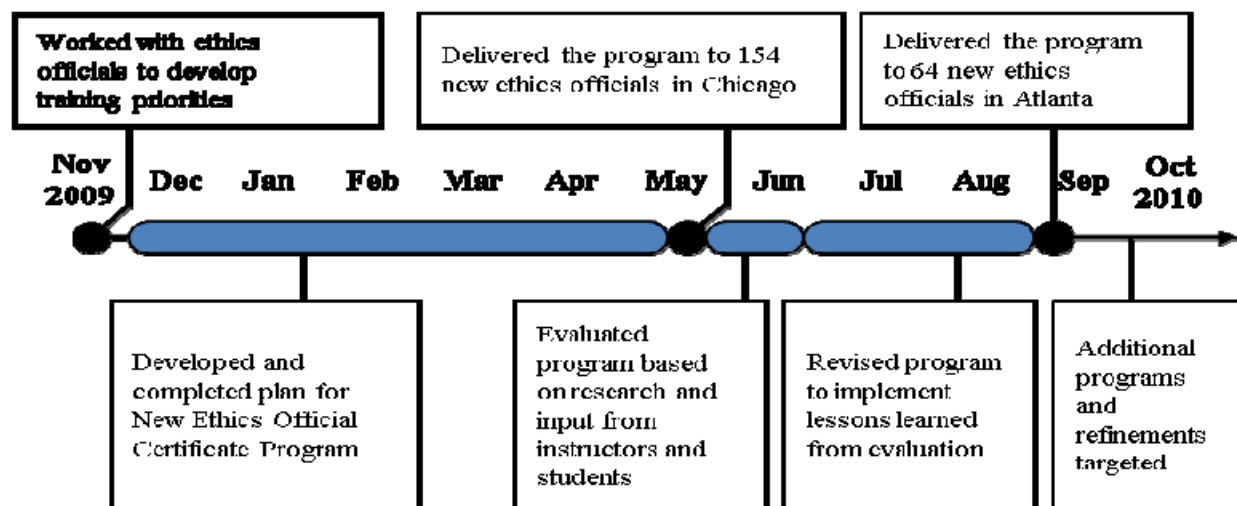 Worked with ethics
officials to develop
training priorities
Delivered the program to 154
new ethics officials in Chicago
Delivered the program
to 64 new ethics
officials in Atlanta
Nov
2009
Dec
Jan
Feb
Mar
Apr
May
Jun
Jul
Aug
Sep
Oct
2010
Developed and
completed plan for
New Ethics Official
Certificate Program
Evaluated
program based
on research and
input from
instructors and
students
Revised program
to implement
lessons learned
from evaluation
Additional
programs
and
refinements
targeted